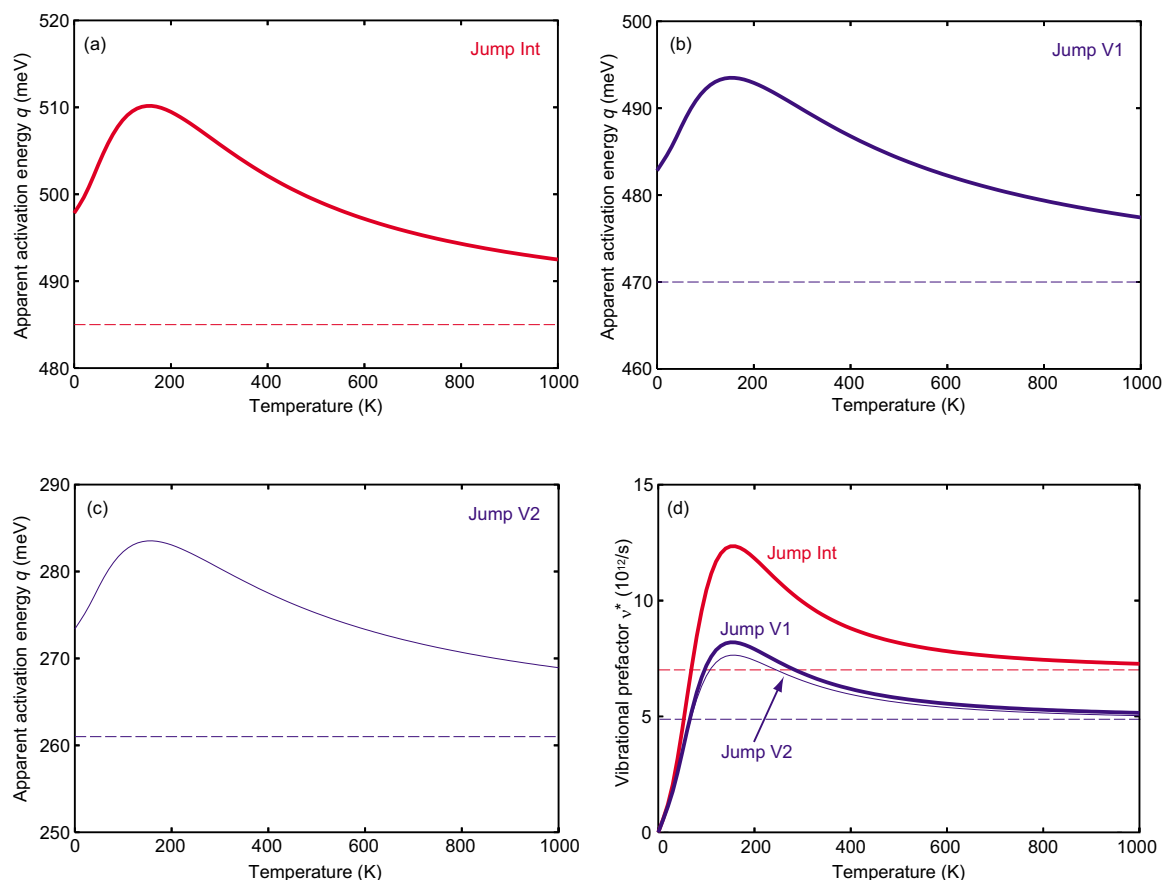 (a)
Jump Int
Apparent activation energy q (meV)
520
510
500
490
480
0
200
400
600
800
1000
Temperature (K)
(b)
Jump V1
Apparent activation energy q (meV)
500
490
480
470
460
0
200
400
600
800
1000
Temperature (K)
(c)
Jump V2
Apparent activation energy q (meV)
290
280
270
260
250
0
200
400
600
800
1000
Temperature (K)
(d)
Jump Int
Jump V1
Jump V2
Vibrational prefactor ν* (10¹²/s)
15
10
5
0
0
200
400
600
800
1000
Temperature (K)